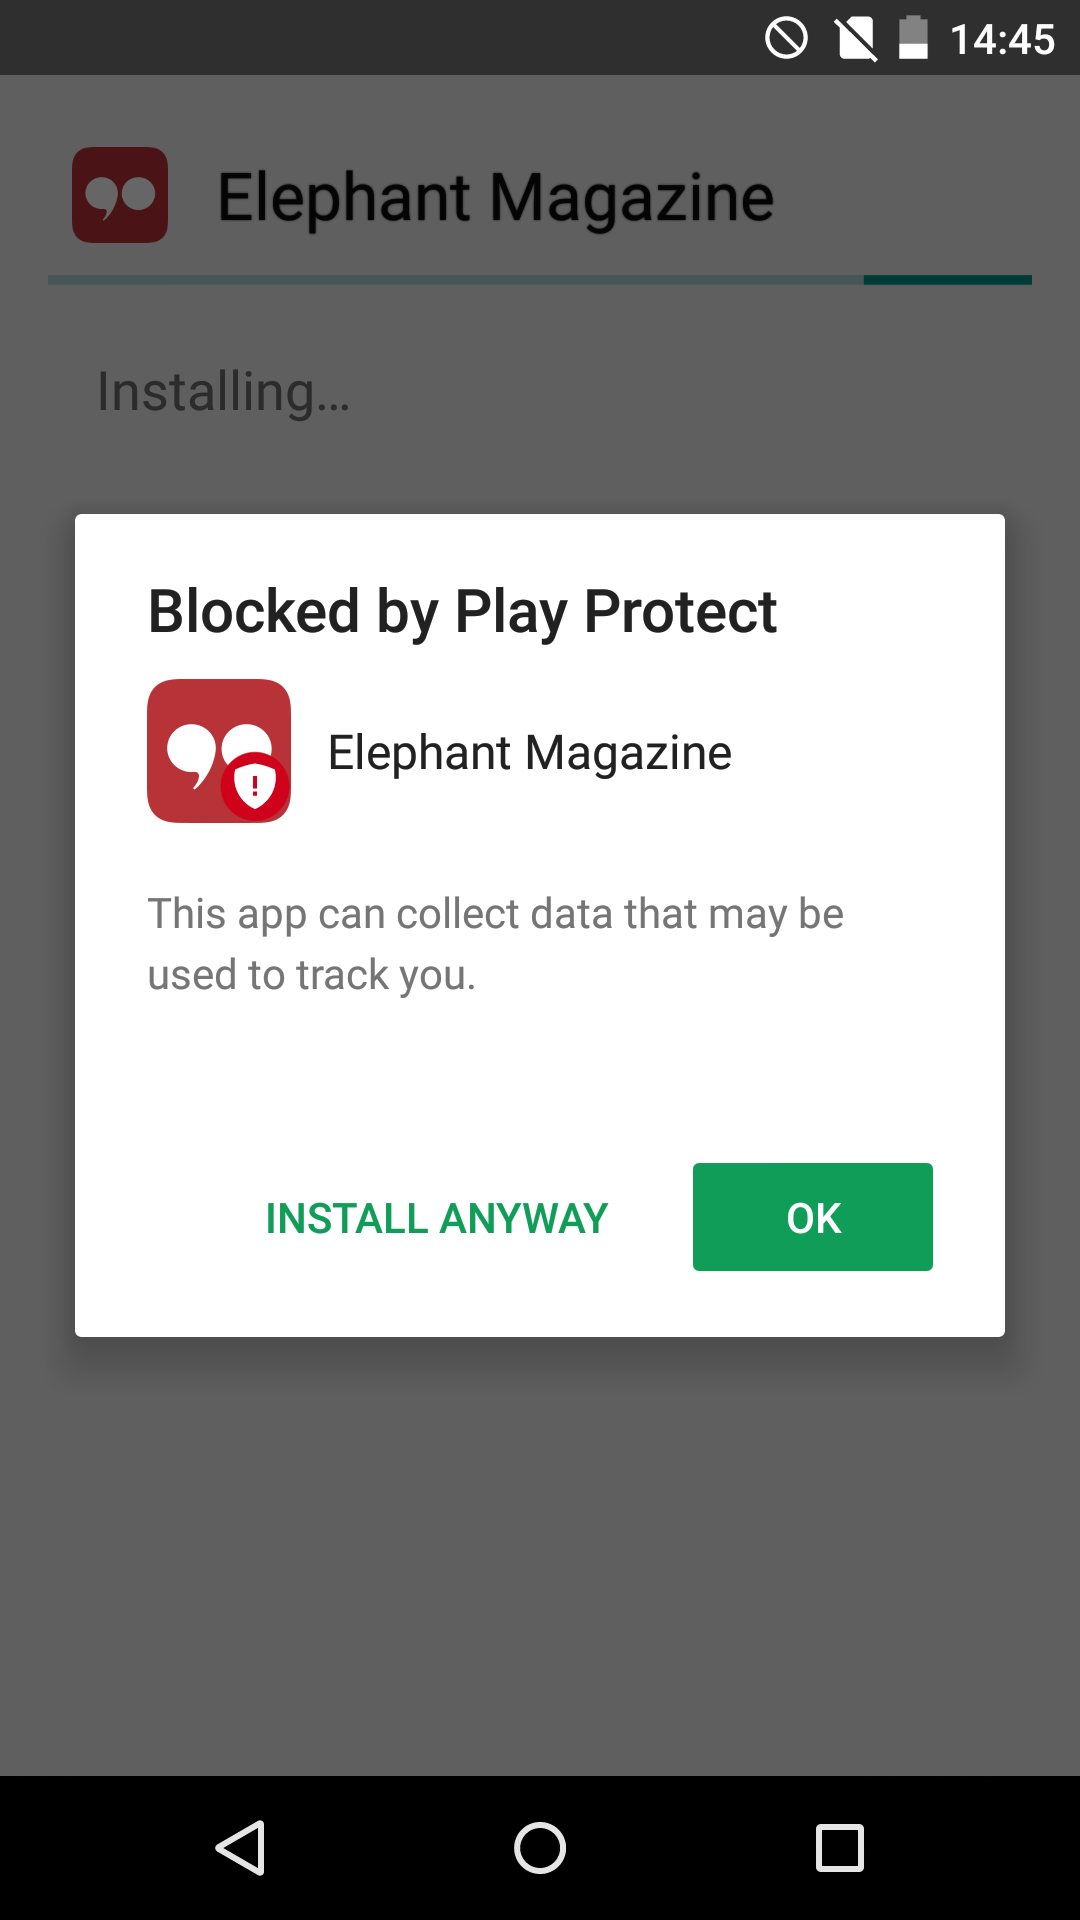 14:45
Elephant Magazine
Installing...
Blocked by Play Protect
Elephant Magazine
This app can collect data that may be
used to track you.
INSTALL ANYWAY
OK